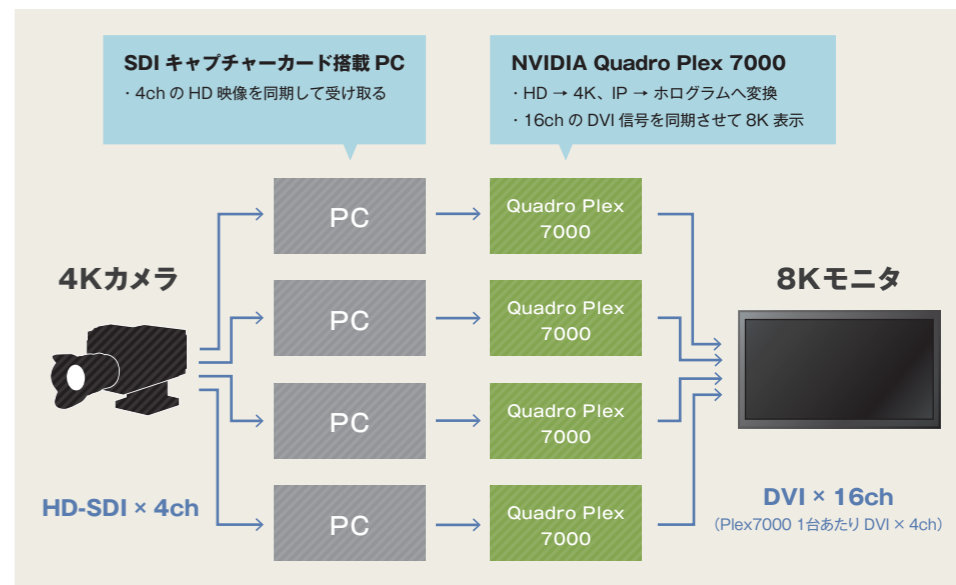 SDI キャプチャーカード搭載 PC
・4ch の HD 映像を同期して受け取る
NVIDIA Quadro Plex 7000
・HD → 4K、IP → ホログラムへ変換
・16ch の DVI 信号を同期させて 8K 表示
4Kカメラ
HD-SDI × 4ch
PC
Quadro Plex
7000
PC
Quadro Plex
7000
PC
Quadro Plex
7000
PC
Quadro Plex
7000
8Kモニタ
DVI × 16ch
(Plex7000 1台あたり DVI × 4ch)